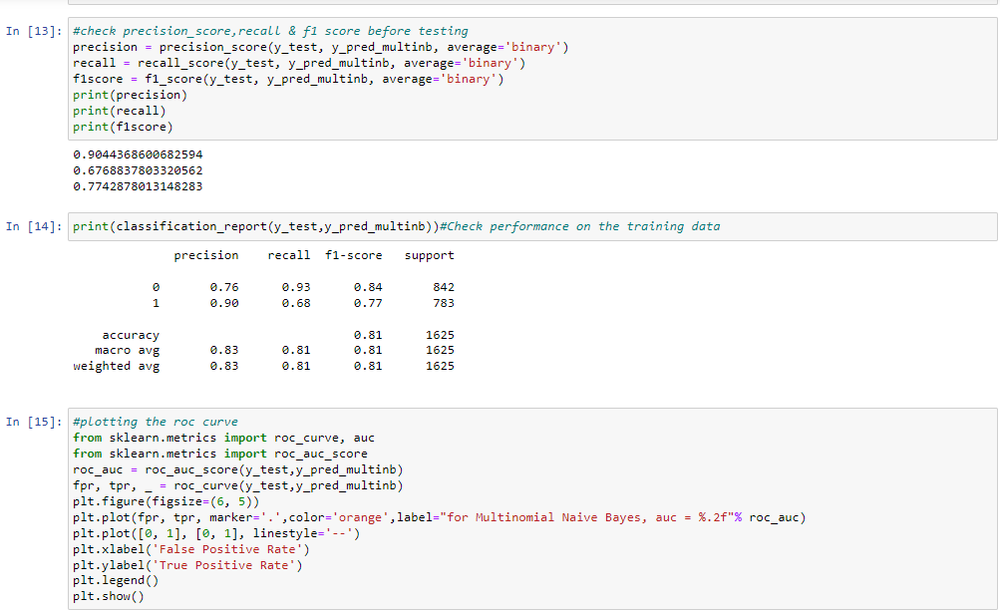 In [13]: #check precision_score,recall & f1 score before testing
precision = precision_score(y_test, y_pred_multinb, average='binary')
recall = recall_score(y_test, y_pred_multinb, average='binary')
f1score = f1_score(y_test, y_pred_multinb, average='binary')
print(precision)
print(recall)
print(f1score)
0.9044368600682594
0.6768837803320562
0.7742878013148283
In [14]: print(classification_report(y_test,y_pred_multinb))#Check performance on the training data
precision recall f1-score support
0 0.76 0.93 0.84 842
1 0.90 0.68 0.77 783
accuracy 0.81 1625
macro avg 0.83 0.81 0.81 1625
weighted avg 0.83 0.81 0.81 1625
In [15]: #plotting the roc curve
from sklearn.metrics import roc_curve, auc
from sklearn.metrics import roc_auc_score
roc_auc = roc_auc_score(y_test,y_pred_multinb)
fpr, tpr, _ = roc_curve(y_test,y_pred_multinb)
plt.figure(figsize=(6, 5))
plt.plot(fpr, tpr, marker='.',color='orange',label="for Multinomial Naive Bayes, auc = %.2f"% roc_auc)
plt.plot([0, 1], [0, 1], linestyle='--')
plt.xlabel('False Positive Rate')
plt.ylabel('True Positive Rate')
plt.legend()
plt.show()